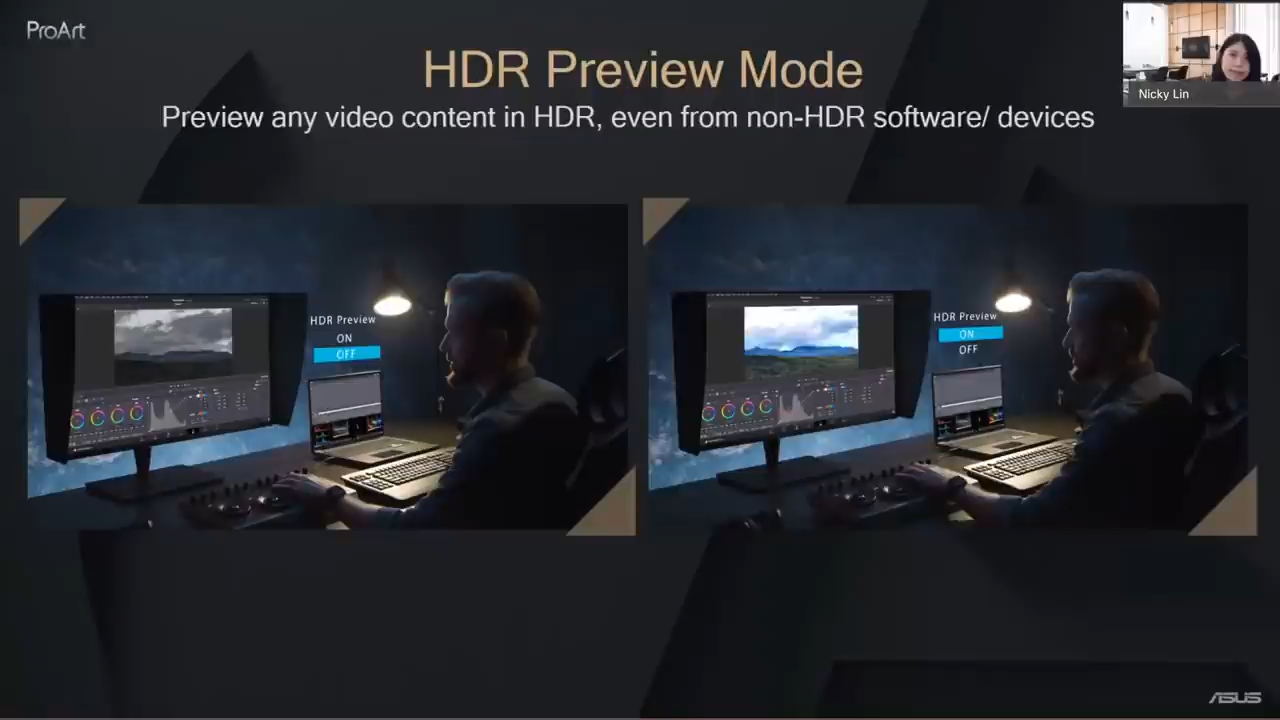 ProArt
HDR Preview Mode
Preview any video content in HDR, even from non-HDR software/ devices
Nicky Lin
HDR Preview
ON
OFF
HDR Preview
ON
OFF
ASUS